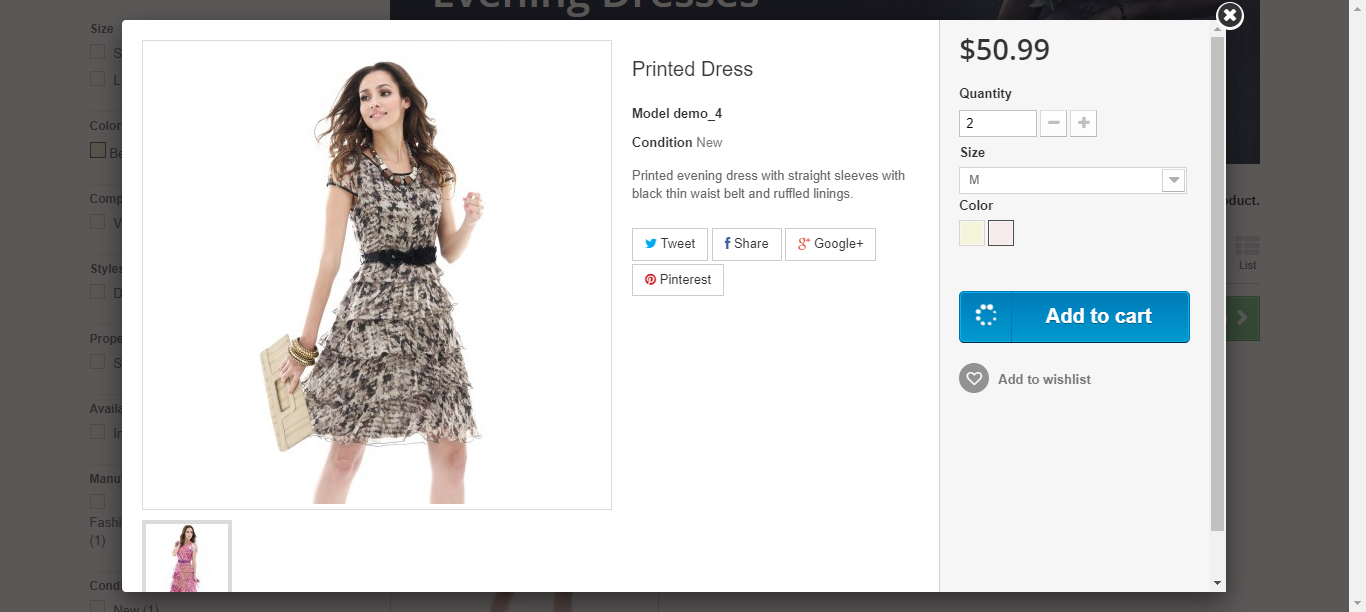 Evening Dresses
Size
S
L
Color
Be
Comp
V
Styles
D
Prope
S
Availa
In
Manu
Fashi
(1)
Condi
New (1)
Printed Dress
Model demo_4
Condition New
Printed evening dress with straight sleeves with
black thin waist belt and ruffled linings.
Tweet
f Share
g+ Google+
Pinterest
$50.99
Quantity
2
Size
M
Color
Add to cart
Add to wishlist
oduct.
List